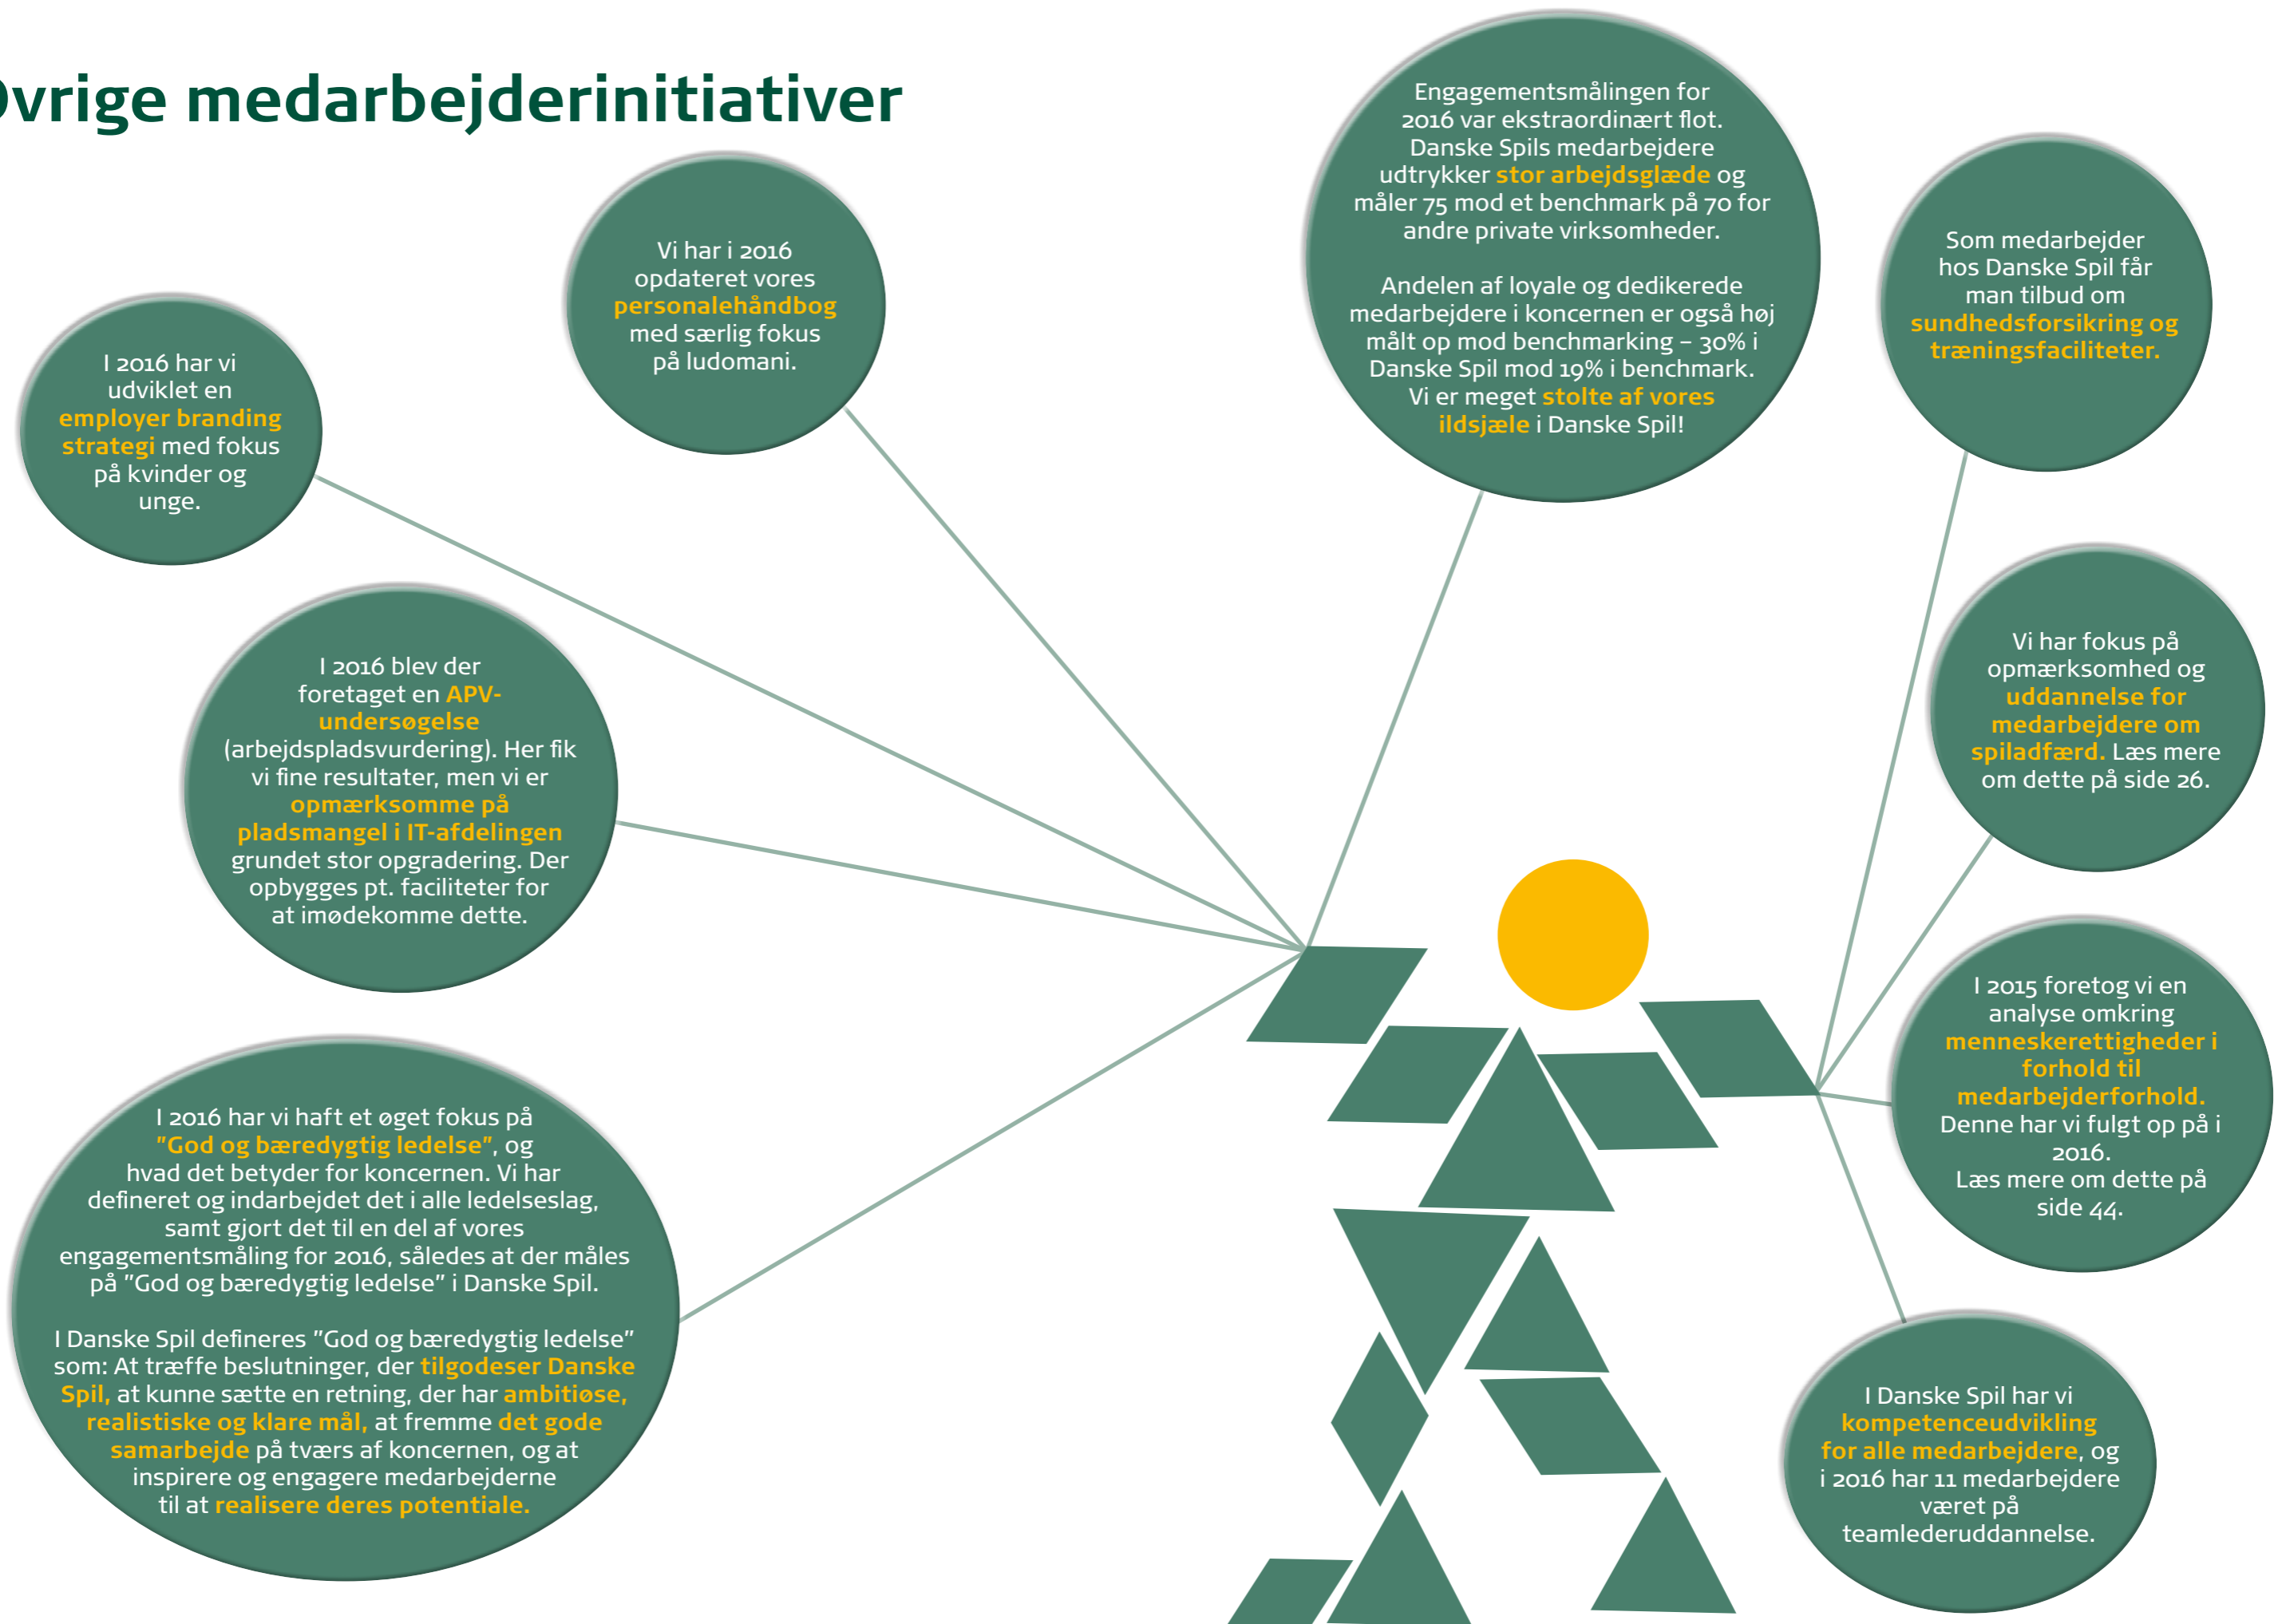 Øvrige medarbejderinitiativer
I 2016 har vi
udviklet en
employer branding
strategi med fokus
på kvinder og
unge.
Vi har i 2016
opdateret vores
personalehåndbog
med særlig fokus
på ludomani.
Engagementsmålingen for
2016 var ekstraordinært flot.
Danske Spils medarbejdere
udtrykker stor arbejdsglæde og
måler 75 mod et benchmark på 70 for
andre private virksomheder.
Andelen af loyale og dedikerede
medarbejdere i koncernen er også høj
målt op mod benchmarking – 30% i
Danske Spil mod 19% i benchmark.
Vi er meget stolte af vores
ildsjæle i Danske Spil!
Som medarbejder
hos Danske Spil får
man tilbud om
sundhedsforsikring og
træningsfaciliteter.
I 2016 blev der
foretaget en APV-
undersøgelse
(arbejdspladsvurdering). Her fik
vi fine resultater, men vi er
opmærksomme på
pladsmangel i IT-afdelingen
grundet stor opgradering. Der
opbygges pt. faciliteter for
at imødekomme dette.
Vi har fokus på
opmærksomhed og
uddannelse for
medarbejdere om
spiladfærd. Læs mere
om dette på side 26.
I 2015 foretog vi en
analyse omkring
menneskerettigheder i
forhold til
medarbejderforhold.
Denne har vi fulgt op på i
2016.
Læs mere om dette på
side 44.
I 2016 har vi haft et øget fokus på
”God og bæredygtig ledelse”, og
hvad det betyder for koncernen. Vi har
defineret og indarbejdet det i alle ledelseslag,
samt gjort det til en del af vores
engagementsmåling for 2016, således at der måles
på ”God og bæredygtig ledelse” i Danske Spil.
I Danske Spil defineres ”God og bæredygtig ledelse”
som: At træffe beslutninger, der tilgodeser Danske
Spil, at kunne sætte en retning, der har ambitiøse,
realistiske og klare mål, at fremme det gode
samarbejde på tværs af koncernen, og at
inspirere og engagere medarbejderne
til at realisere deres potentiale.
I Danske Spil har vi
kompetenceudvikling
for alle medarbejdere, og
i 2016 har 11 medarbejdere
været på
teamlederuddannelse.